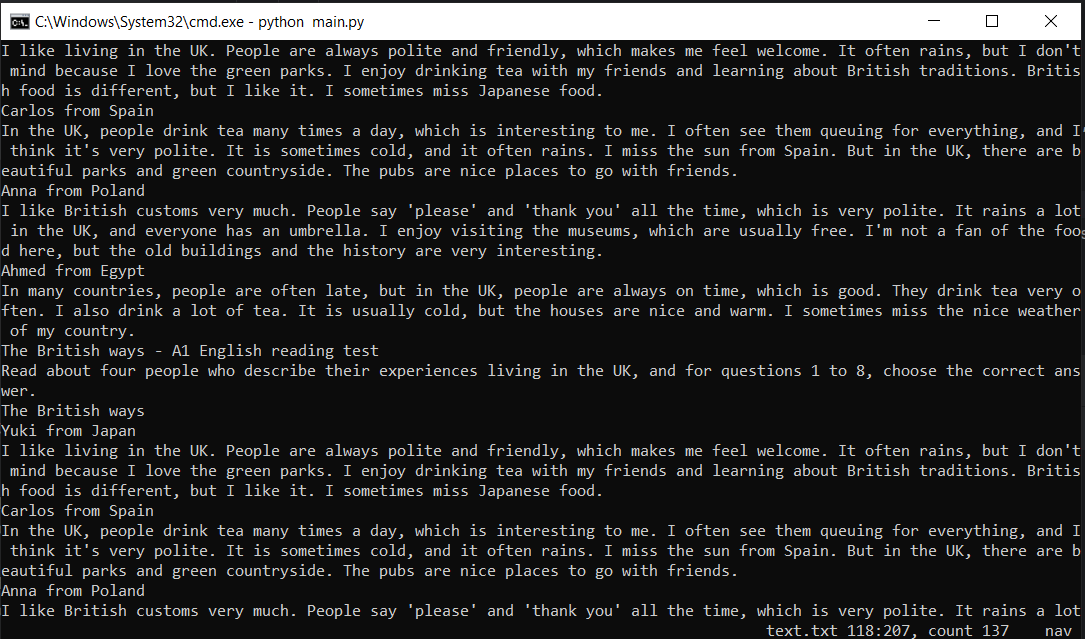 C:\Windows\System32\cmd.exe - python  main.py
I like living in the UK. People are always polite and friendly, which makes me feel welcome. It often rains, but I don't
 mind because I love the green parks. I enjoy drinking tea with my friends and learning about British traditions. Britis
h food is different, but I like it. I sometimes miss Japanese food.
Carlos from Spain
In the UK, people drink tea many times a day, which is interesting to me. I often see them queuing for everything, and I
 think it's very polite. It is sometimes cold, and it often rains. I miss the sun from Spain. But in the UK, there are b
eautiful parks and green countryside. The pubs are nice places to go with friends.
Anna from Poland
I like British customs very much. People say 'please' and 'thank you' all the time, which is very polite. It rains a lot
 in the UK, and everyone has an umbrella. I enjoy visiting the museums, which are usually free. I'm not a fan of the foo
d here, but the old buildings and the history are very interesting.
Ahmed from Egypt
In many countries, people are often late, but in the UK, people are always on time, which is good. They drink tea very o
ften. I also drink a lot of tea. It is usually cold, but the houses are nice and warm. I sometimes miss the nice weather
 of my country.
The British ways - A1 English reading test
Read about four people who describe their experiences living in the UK, and for questions 1 to 8, choose the correct ans
wer.
The British ways
Yuki from Japan
I like living in the UK. People are always polite and friendly, which makes me feel welcome. It often rains, but I don't
 mind because I love the green parks. I enjoy drinking tea with my friends and learning about British traditions. Britis
h food is different, but I like it. I sometimes miss Japanese food.
Carlos from Spain
In the UK, people drink tea many times a day, which is interesting to me. I often see them queuing for everything, and I
 think it's very polite. It is sometimes cold, and it often rains. I miss the sun from Spain. But in the UK, there are b
eautiful parks and green countryside. The pubs are nice places to go with friends.
Anna from Poland
I like British customs very much. People say 'please' and 'thank you' all the time, which is very polite. It rains a lot
text.txt 118:207, count 137    nav